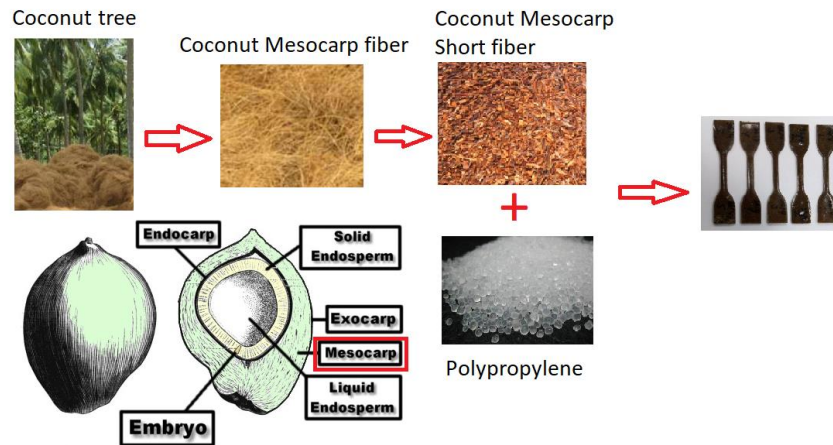 Coconut tree
Coconut Mesocarp fiber
Coconut Mesocarp
Short fiber
+
Polypropylene
Endocarp
Solid
Endosperm
Exocarp
Mesocarp
Liquid
Endosperm
Embryo